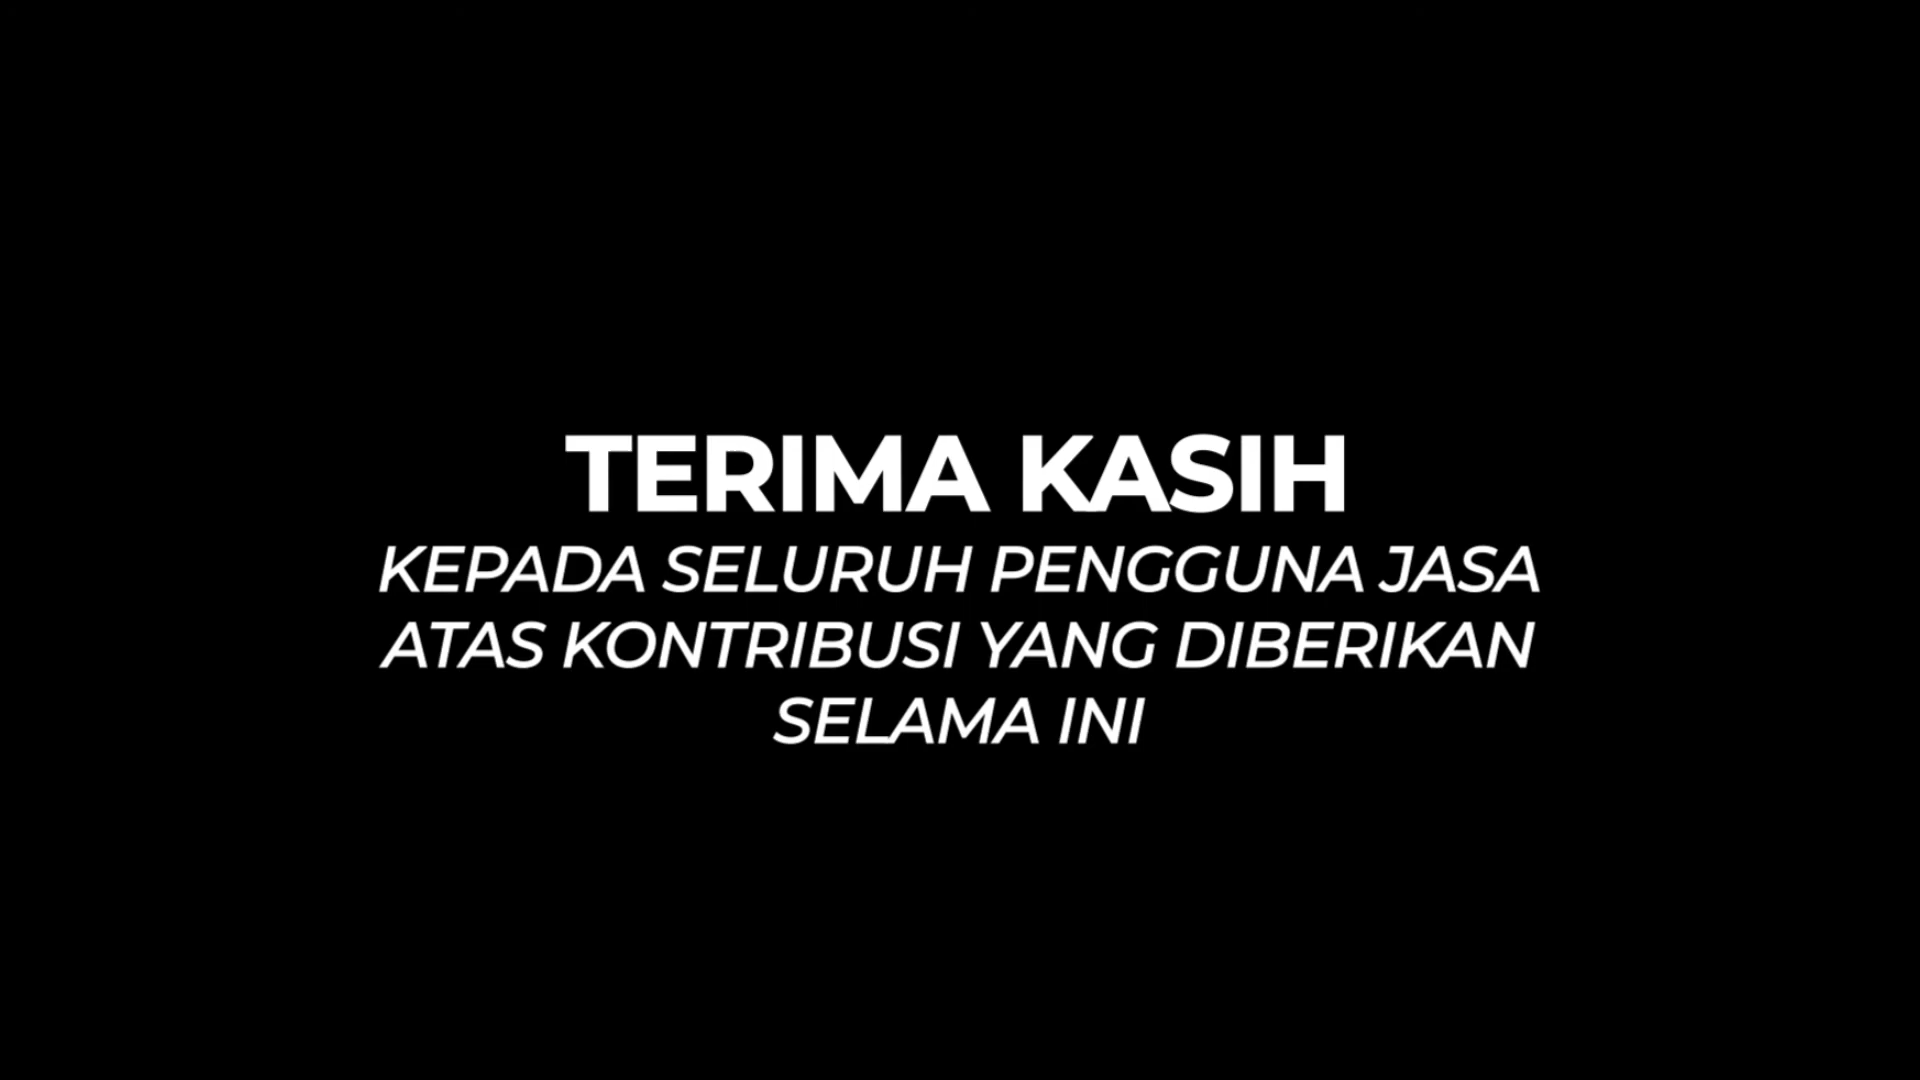 TERIMA KASIH
KEPADA SELURUH PENGGUNA JASA
ATAS KONTRIBUSI YANG DIBERIKAN
SELAMA INI